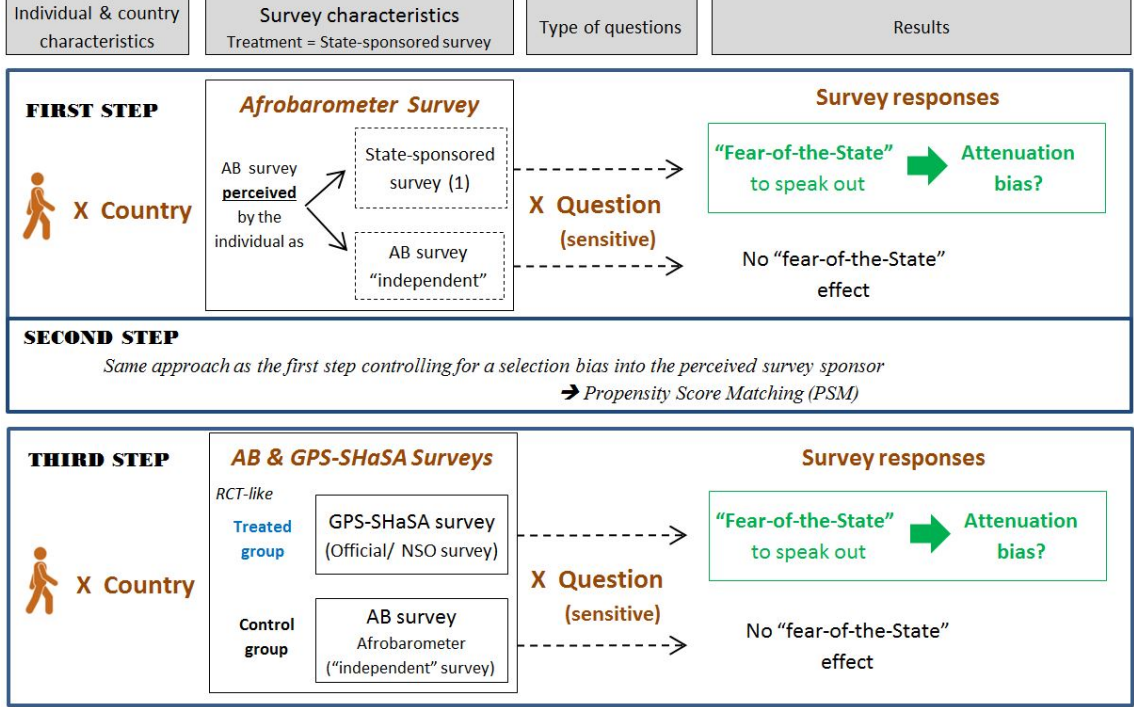 Individual & country
characteristics
Survey characteristics
Treatment = State-sponsored survey
Type of questions
Results
FIRST STEP
Afrobarometer Survey
Survey responses
AB survey
perceived
by the
individual as
State-sponsored
survey (1)
AB survey
“independent”
X Country
X Question
(sensitive)
“Fear-of-the-State”
to speak out
Attenuation
bias?
No “fear-of-the-State”
effect
SECOND STEP
Same approach as the first step controlling for a selection bias into the perceived survey sponsor
➔ Propensity Score Matching (PSM)
THIRD STEP
AB & GPS-SHaSA Surveys
Survey responses
RCT-like
Treated
group
GPS-SHaSA survey
(Official/ NSO survey)
Control
group
AB survey
Afrobarometer
(“independent” survey)
X Country
X Question
(sensitive)
“Fear-of-the-State”
to speak out
Attenuation
bias?
No “fear-of-the-State”
effect